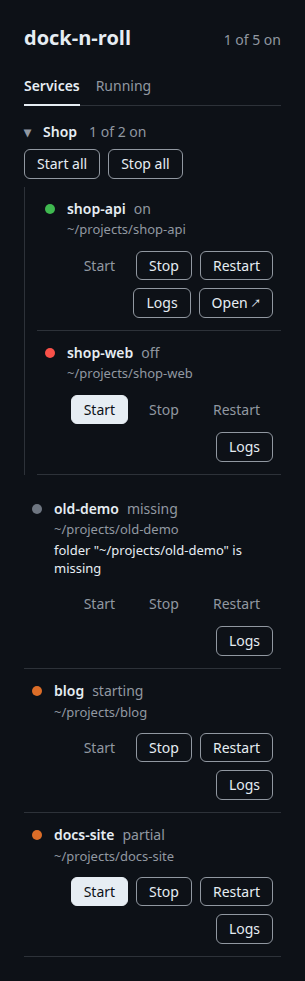 dock-n-roll 1 of 5 on
Services Running
▼ Shop 1 of 2 on
Start all Stop all
shop-api on
~/projects/shop-api
Start Stop Restart
Logs Open ↗
shop-web off
~/projects/shop-web
Start Stop Restart
Logs
old-demo missing
~/projects/old-demo
folder "~/projects/old-demo" is
missing
Start Stop Restart
Logs
blog starting
~/projects/blog
Start Stop Restart
Logs
docs-site partial
~/projects/docs-site
Start Stop Restart
Logs